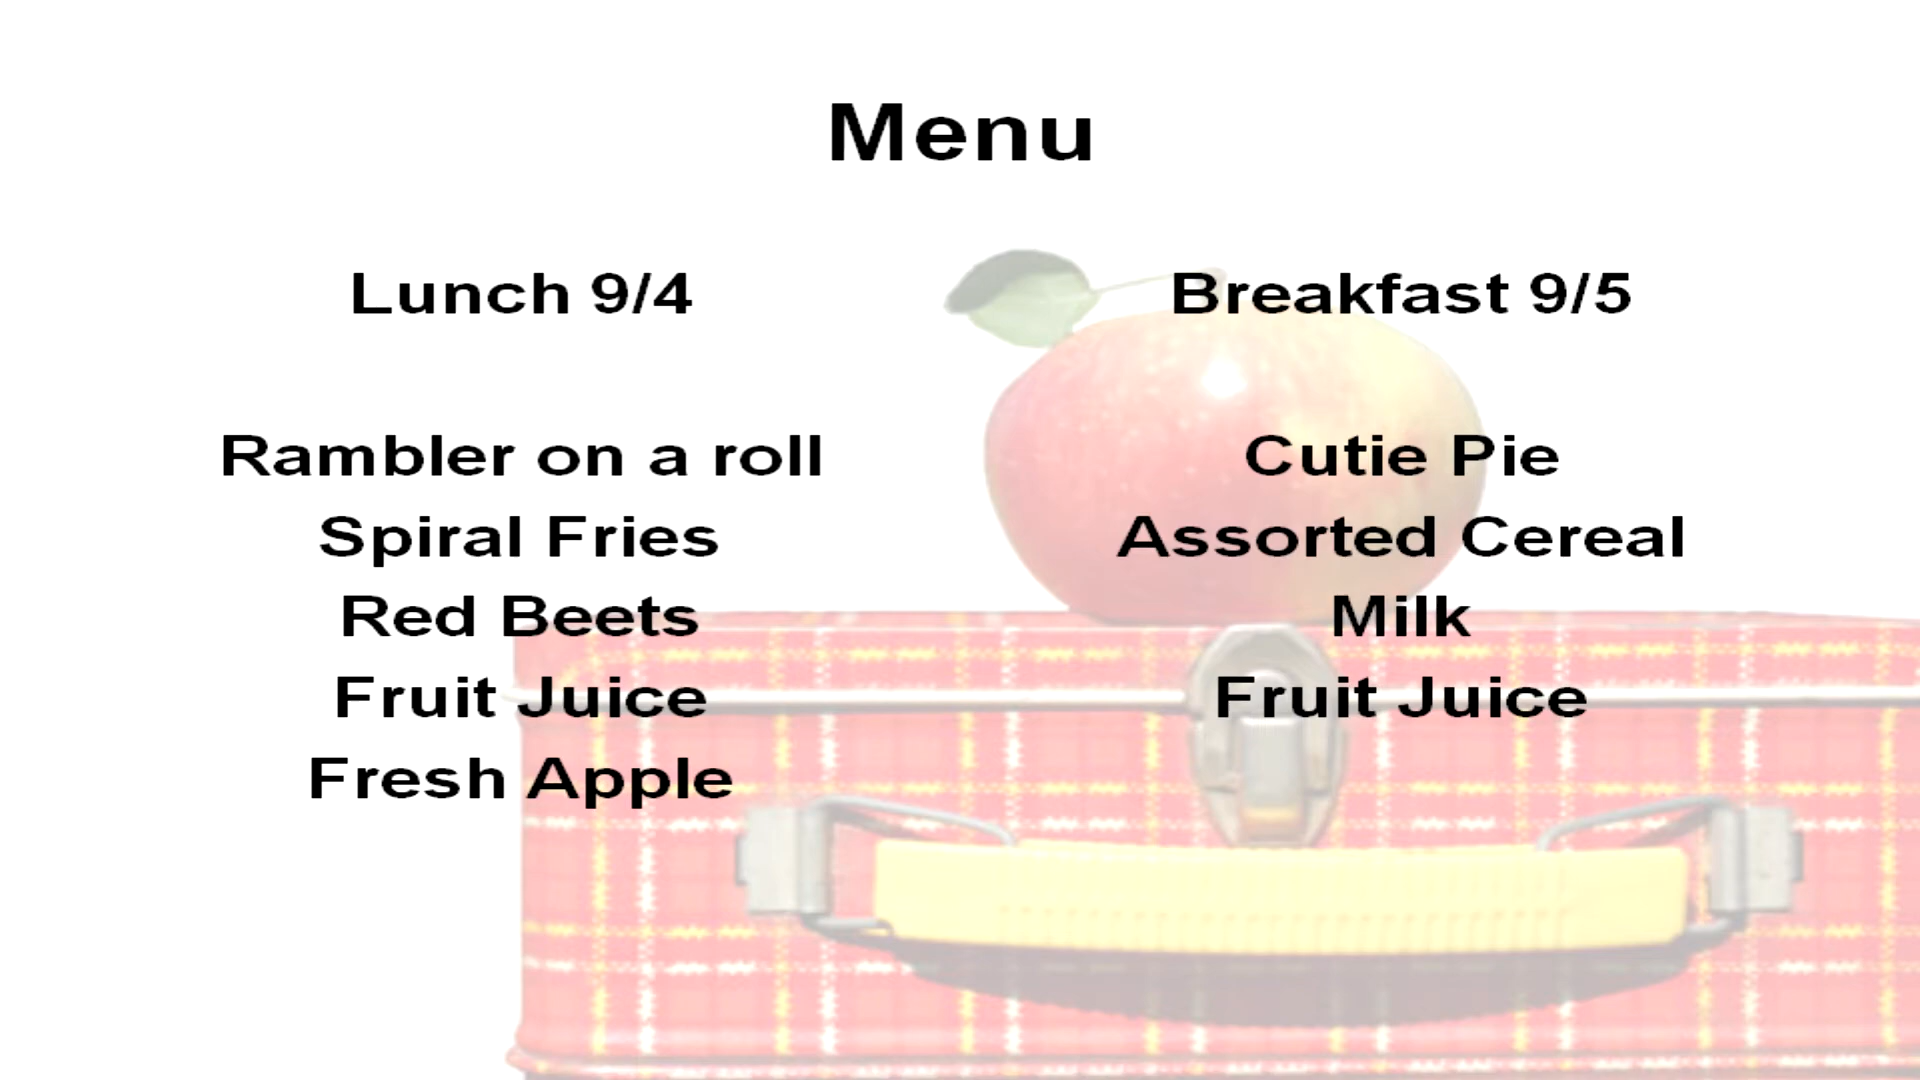 Menu
Lunch 9/4
Rambler on a roll
Spiral Fries
Red Beets
Fruit Juice
Fresh Apple
Breakfast 9/5
Cutie Pie
Assorted Cereal
Milk
Fruit Juice